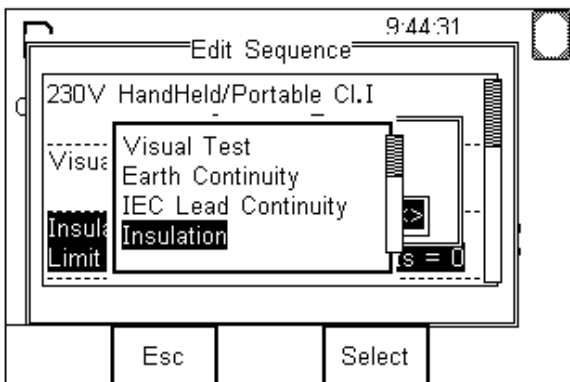 9:44:31
Edit Sequence
230V HandHeld/Portable Cl.I
Visual Test
Earth Continuity
IEC Lead Continuity
Insulation
Limit
s = 0
Esc
Select